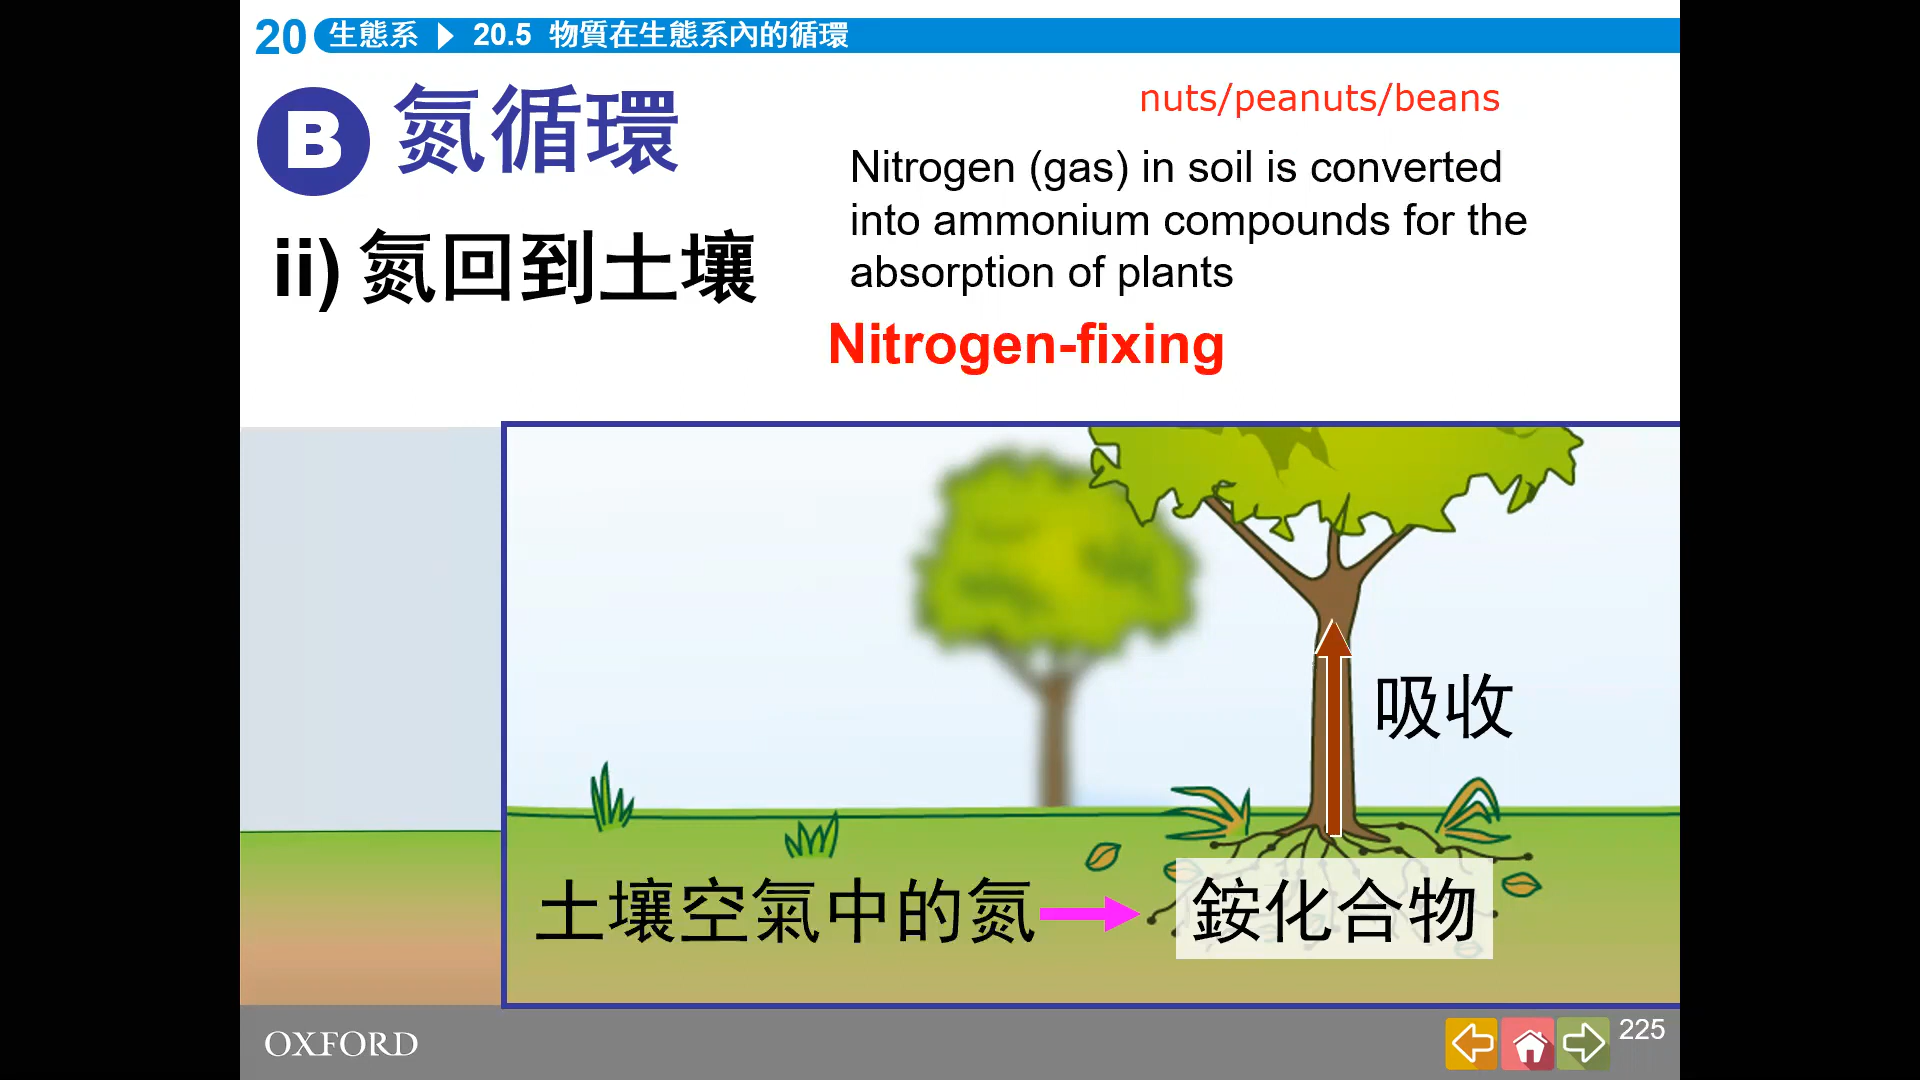 20 生態系 20.5 物質在生態系內的循環
B 氮循環
nuts/peanuts/beans
Nitrogen (gas) in soil is converted
into ammonium compounds for the
absorption of plants
ii) 氮回到土壤
Nitrogen-fixing
吸收
土壤空氣中的氮
銨化合物
OXFORD
225